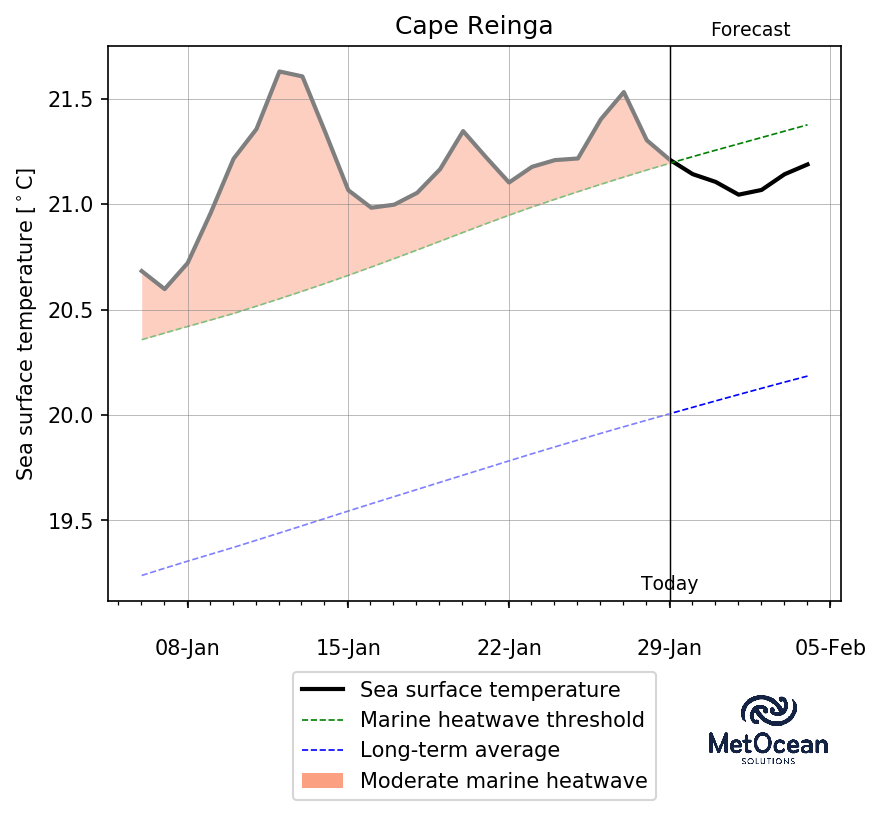 Cape Reinga
Forecast
Sea surface temperature [°C]
21.5
21.0
20.5
20.0
19.5
Today
08-Jan 15-Jan 22-Jan 29-Jan 05-Feb
Sea surface temperature
Marine heatwave threshold
Long-term average
Moderate marine heatwave
MetOcean
SOLUTIONS